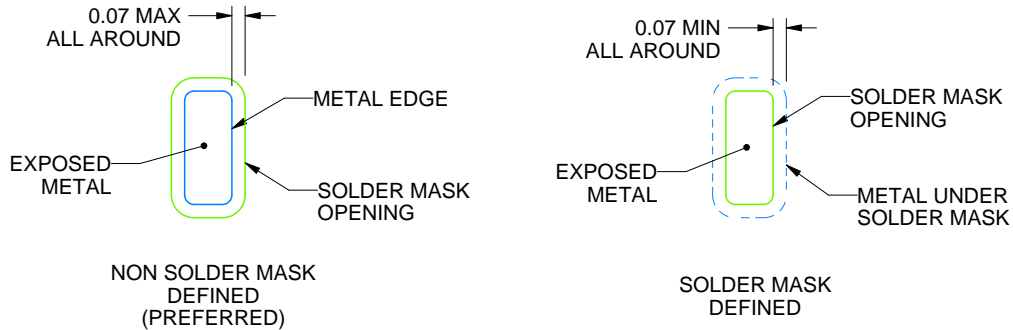 0.07 MAX
ALL AROUND
METAL EDGE
EXPOSED
METAL
SOLDER MASK
OPENING
NON SOLDER MASK
DEFINED
(PREFERRED)
0.07 MIN
ALL AROUND
SOLDER MASK
OPENING
EXPOSED
METAL
METAL UNDER
SOLDER MASK
SOLDER MASK
DEFINED